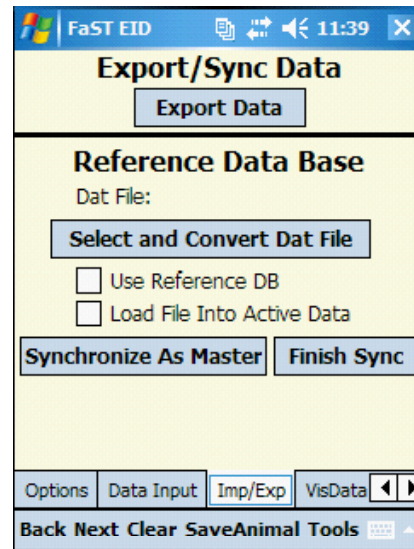 FaST EID 11:39
Export/Sync Data
Export Data
Reference Data Base
Dat File:
Select and Convert Dat File
Use Reference DB
Load File Into Active Data
Synchronize As Master Finish Sync
Options Data Input Imp/Exp VisData
Back Next Clear SaveAnimal Tools